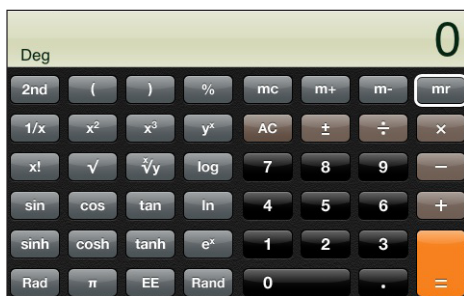 0
Deg
2nd ( ) % mc m+ m- mr
1/x x² x³ yˣ AC ± ÷ ×
x! √ ˣ√y log 7 8 9 −
sin cos tan ln 4 5 6 +
sinh cosh tanh eˣ 1 2 3
Rad π EE Rand 0 . =